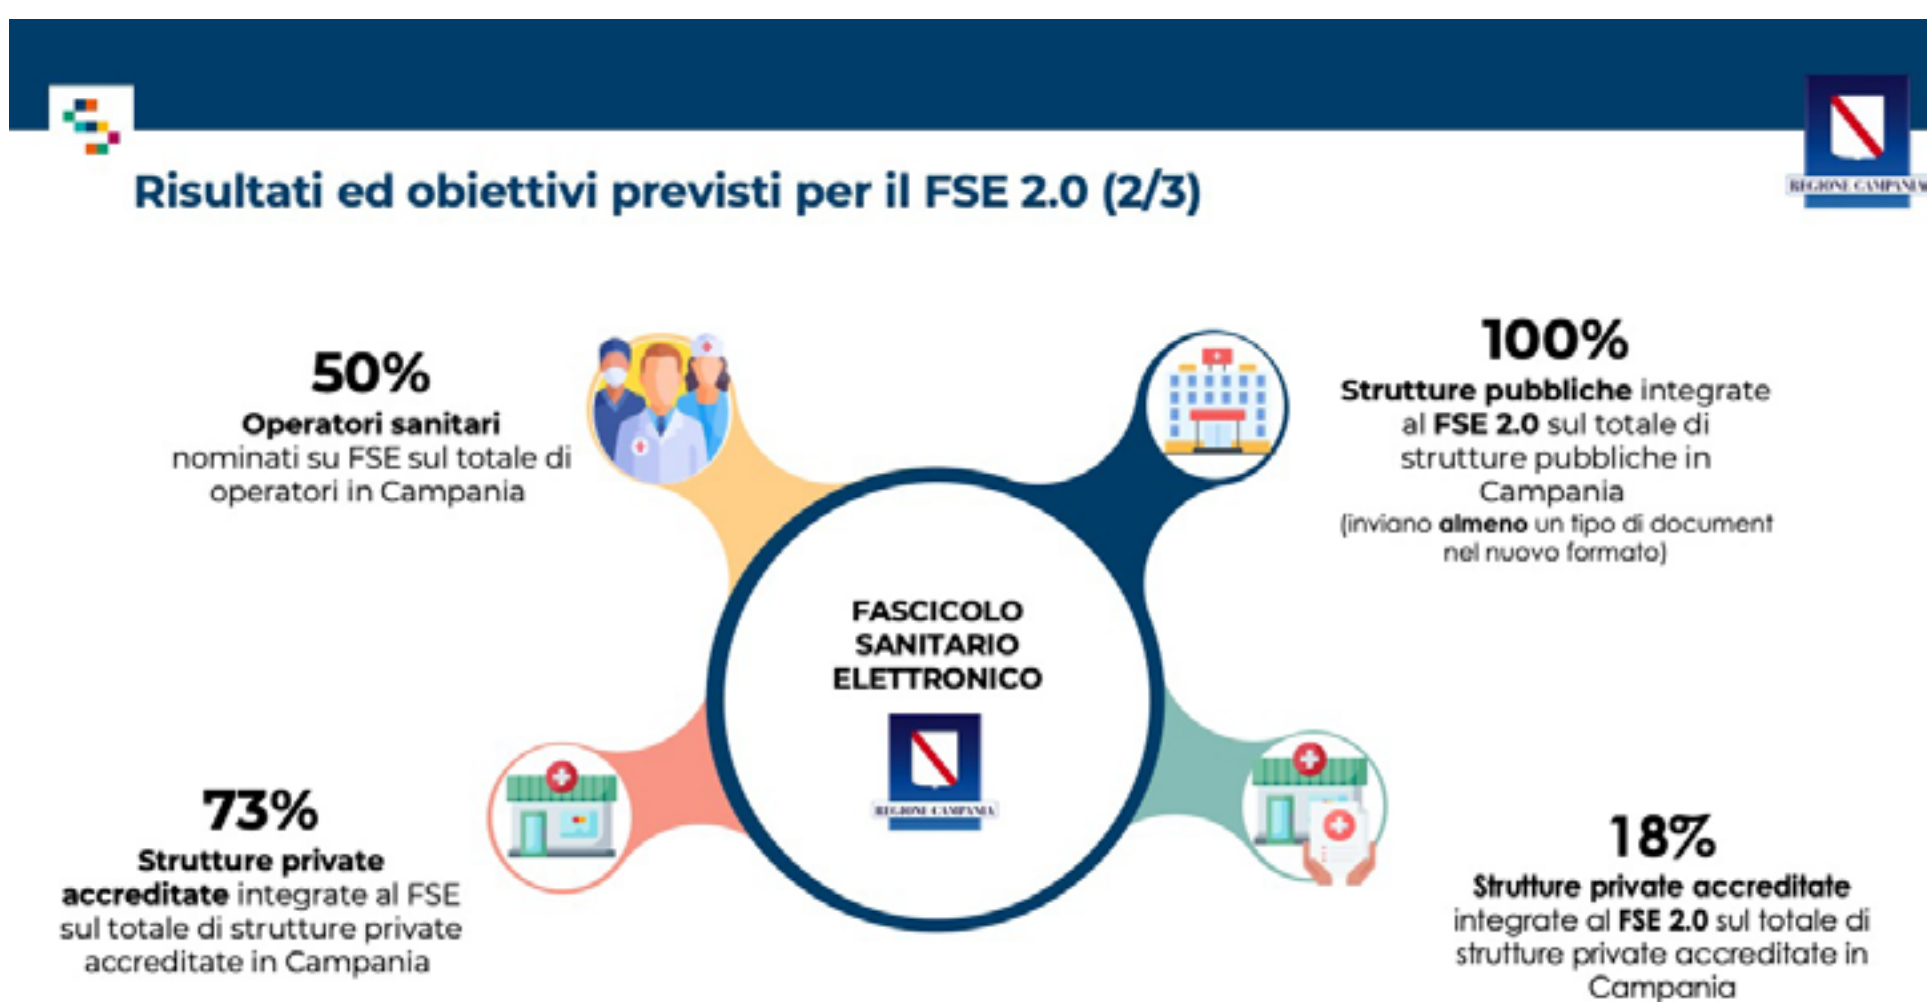 REGIONE CAMPANIA
Risultati ed obiettivi previsti per il FSE 2.0 (2/3)
50%
Operatori sanitari
nominati su FSE sul totale di
operatori in Campania
100%
Strutture pubbliche integrate
al FSE 2.0 sul totale di
strutture pubbliche in
Campania
(inviano almeno un tipo di document
nel nuovo formato)
FASCICOLO
SANITARIO
ELETTRONICO
REGIONE CAMPANIA
73%
Strutture private
accreditate integrate al FSE
sul totale di strutture private
accreditate in Campania
18%
Strutture private accreditate
integrate al FSE 2.0 sul totale di
strutture private accreditate in
Campania